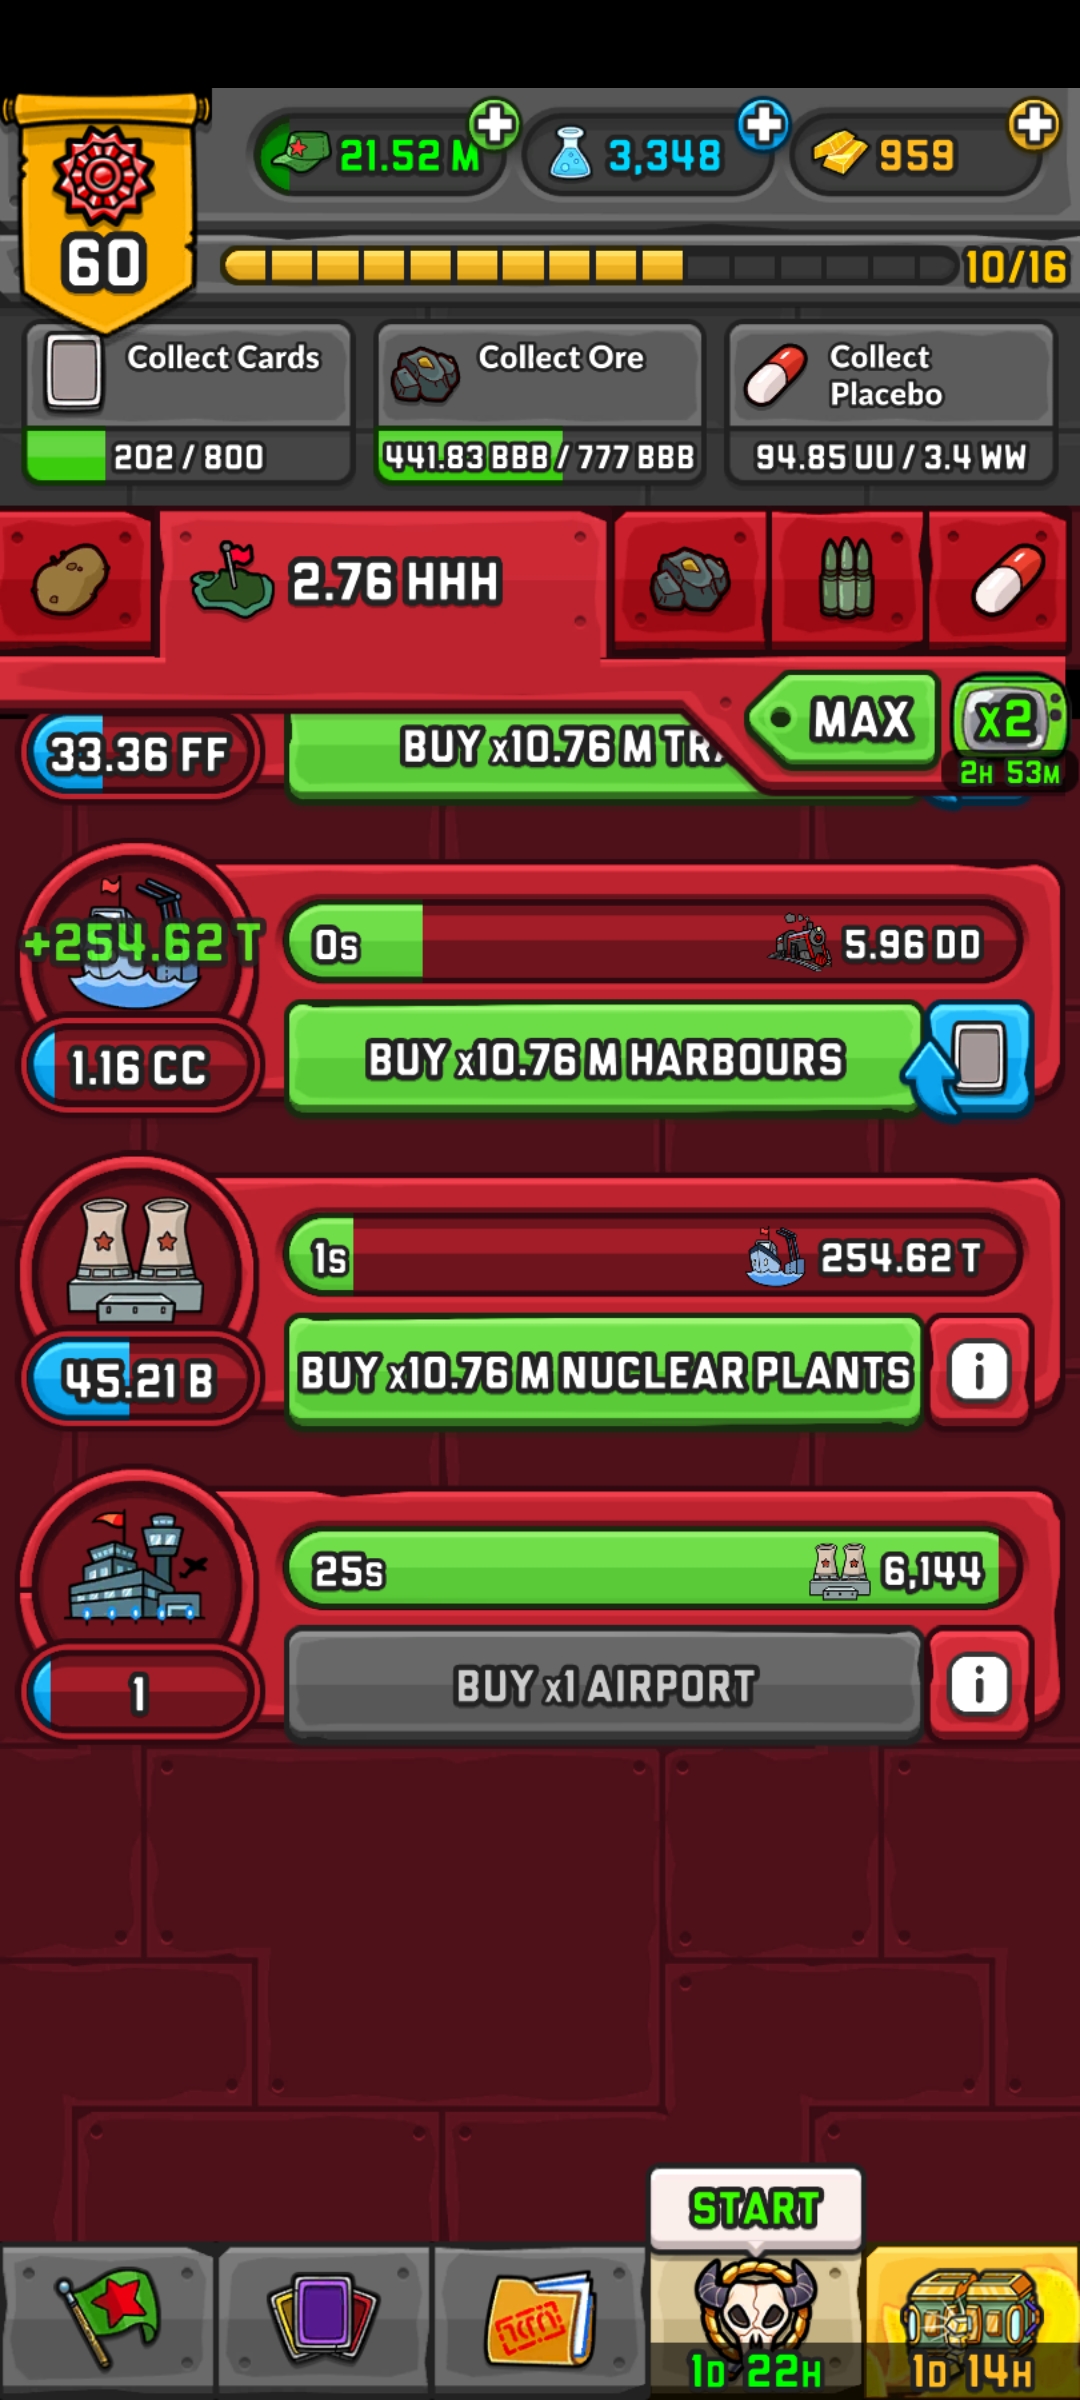 21.52 M
3,348
959
60
10/16
Collect Cards
202 / 800
Collect Ore
441.83 BBB / 777 BBB
Collect
Placebo
94.85 UU / 3.4 WW
2.76 HHH
MAX
x2
2H 53M
33.36 FF
BUY x10.76 M
+254.62 T
0s
5.96 DD
1.16 CC
BUY x10.76 M HARBOURS
1s
254.62 T
45.21 B
BUY x10.76 M NUCLEAR PLANTS
i
25s
6,144
1
BUY x1 AIRPORT
i
START
1D 22H
1D 14H